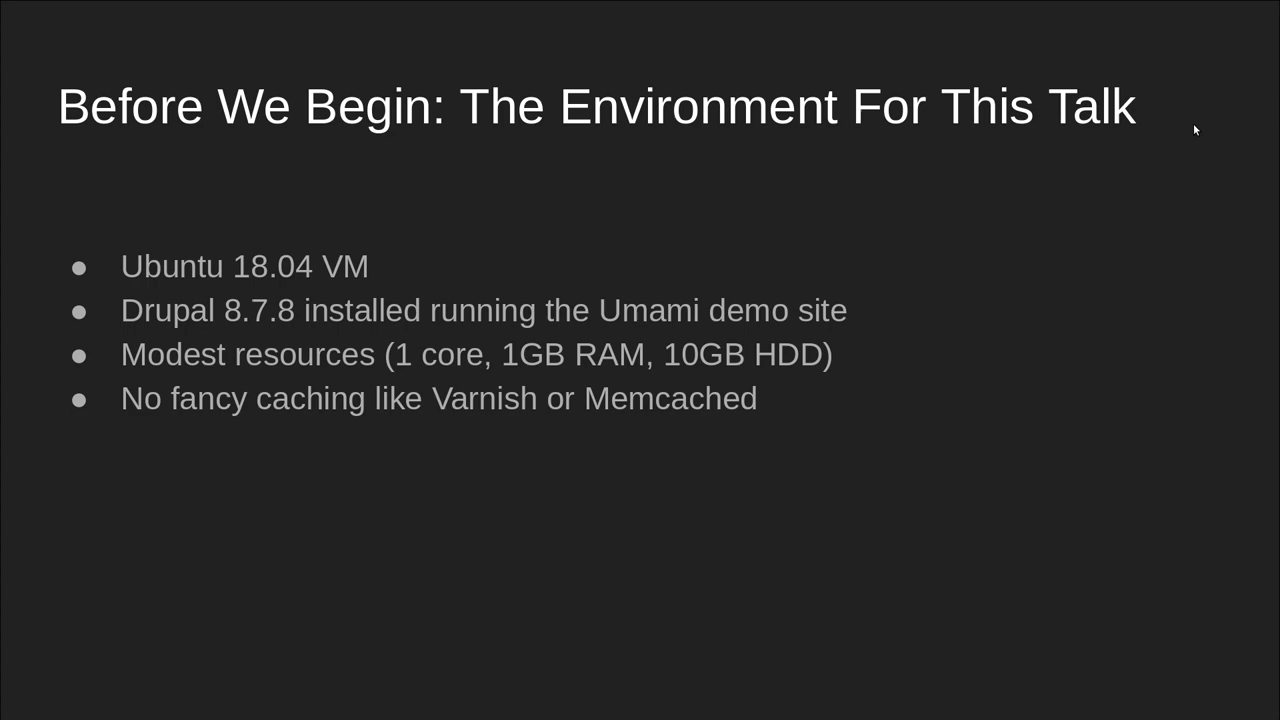 Before We Begin: The Environment For This Talk
● Ubuntu 18.04 VM
● Drupal 8.7.8 installed running the Umami demo site
● Modest resources (1 core, 1GB RAM, 10GB HDD)
● No fancy caching like Varnish or Memcached